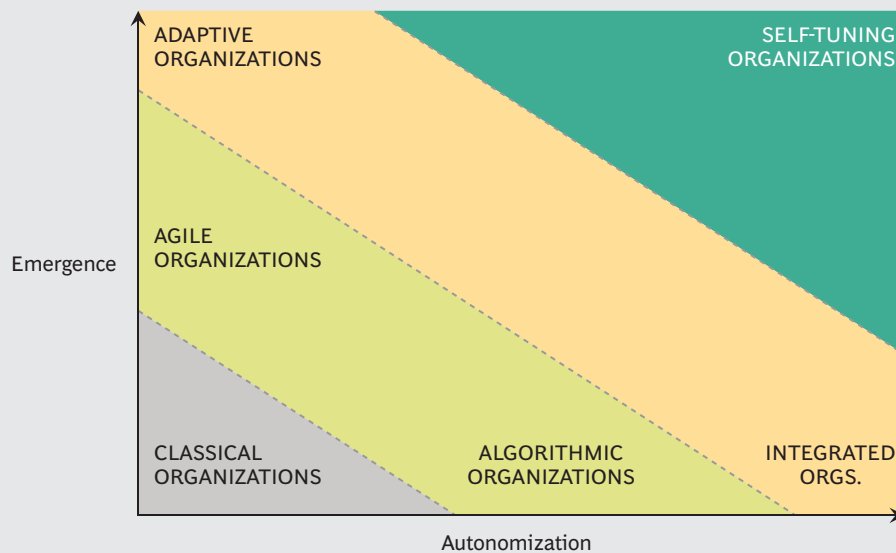 ADAPTIVE
ORGANIZATIONS
SELF-TUNING
ORGANIZATIONS
Emergence
AGILE
ORGANIZATIONS
CLASSICAL
ORGANIZATIONS
ALGORITHMIC
ORGANIZATIONS
INTEGRATED
ORGS.
Autonomization